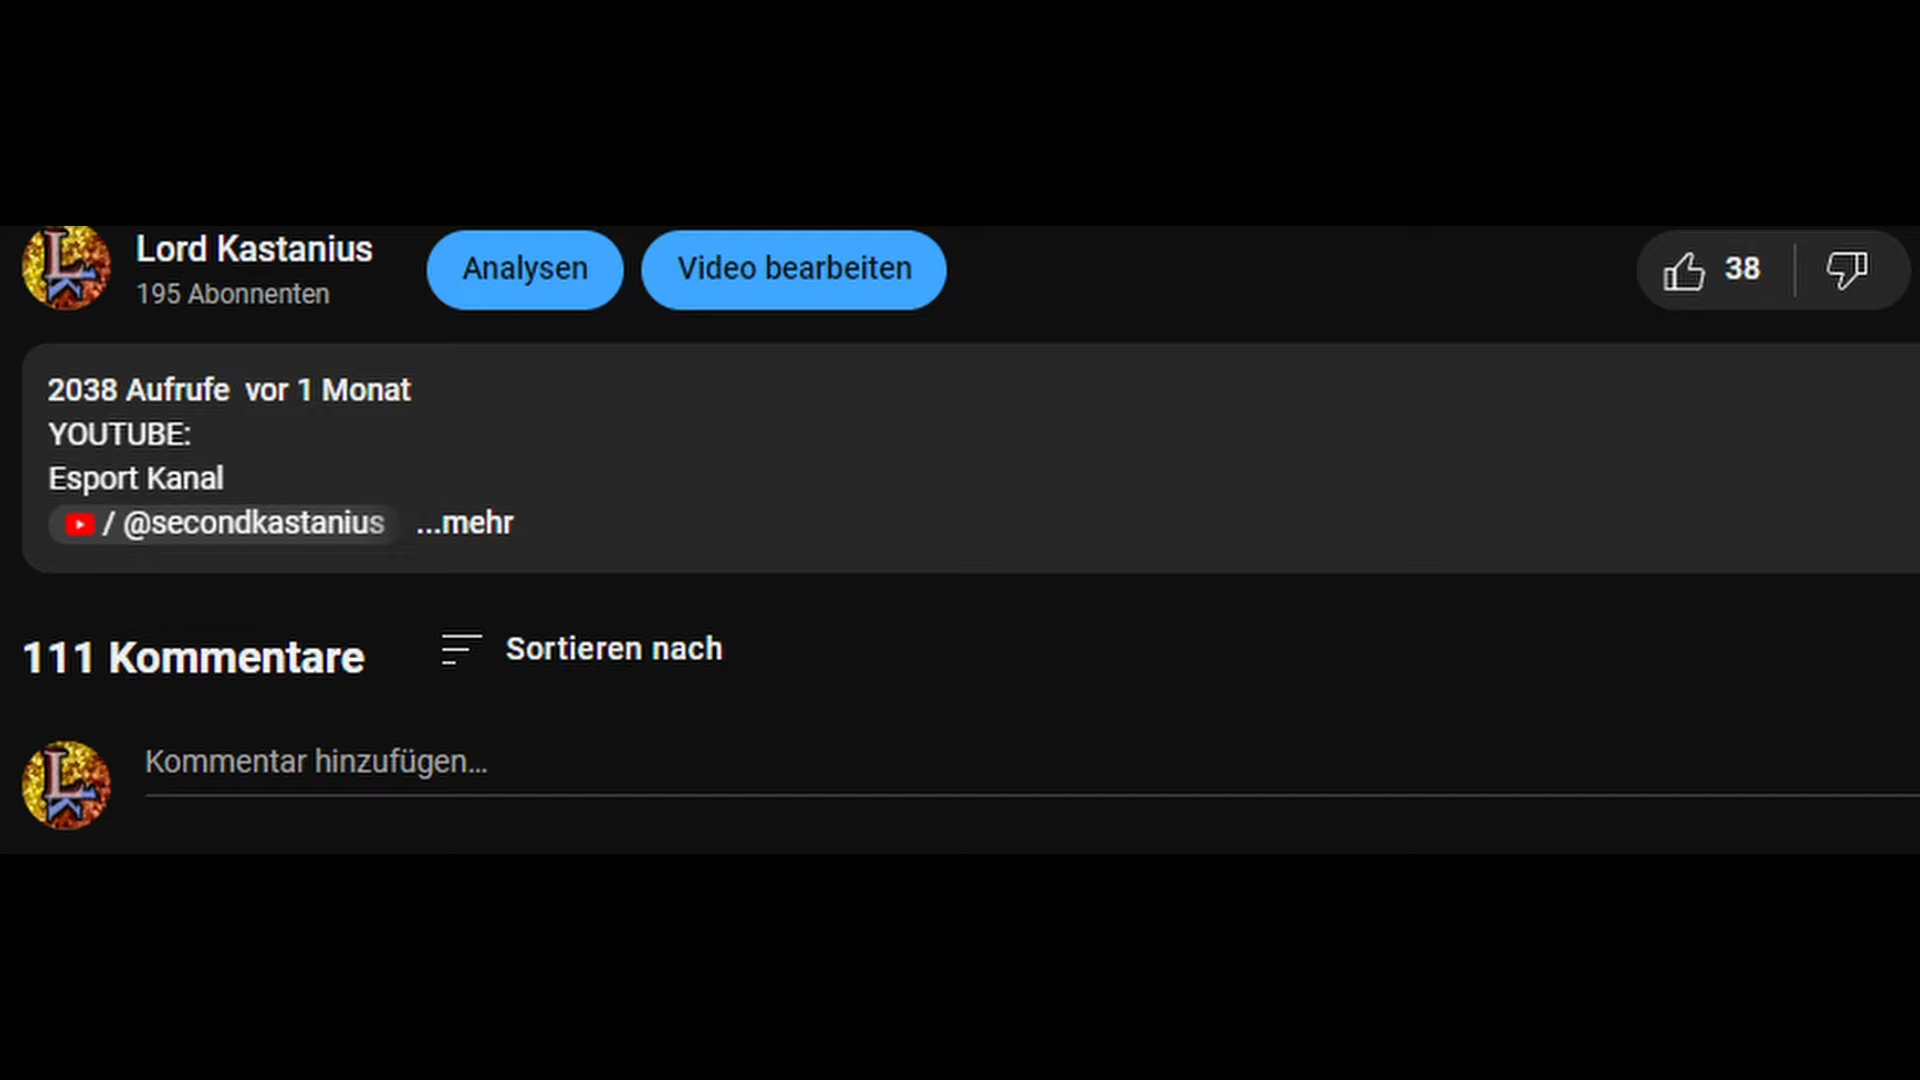 Lord Kastanius
195 Abonnenten
Analysen
Video bearbeiten
38
2038 Aufrufe vor 1 Monat
YOUTUBE:
Esport Kanal
/ @secondkastanius ...mehr
111 Kommentare
Sortieren nach
Kommentar hinzufügen...